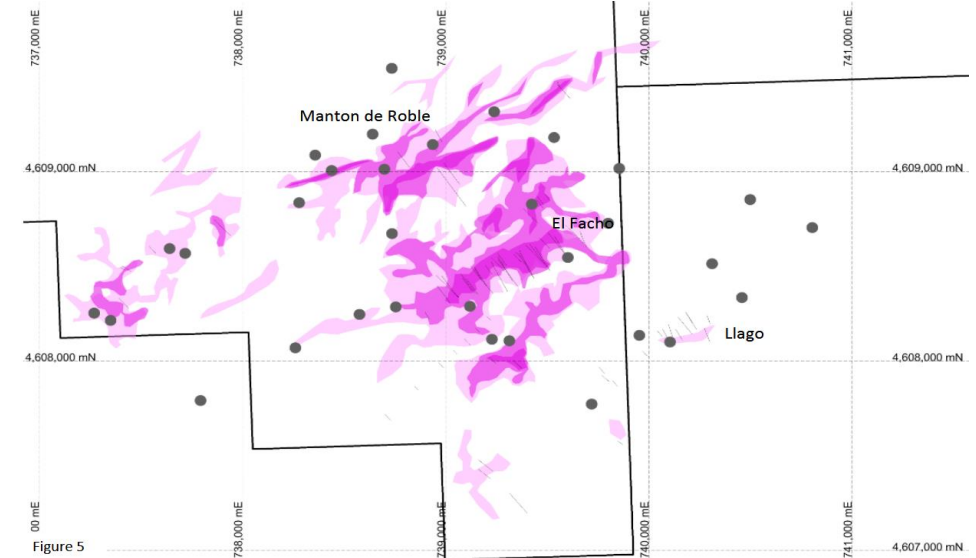 737,000 mE
738,000 mE
739,000 mE
740,000 mE
741,000 mE
Manton de Roble
4,609,000 mN
4,609,000 mN
El Facho
Llago
4,608,000 mN
4,608,000 mN
00 mE
738,000 mE
739,000 mE
740,000 mE
741,000 mE
Figure 5
4,607,000 mN